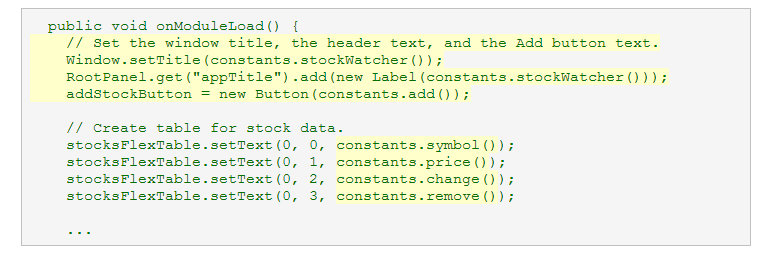 public void onModuleLoad() {
// Set the window title, the header text, and the Add button text.
Window.setTitle(constants.stockWatcher());
RootPanel.get("appTitle").add(new Label(constants.stockWatcher()));
addStockButton = new Button(constants.add());
// Create table for stock data.
stocksFlexTable.setText(0, 0, constants.symbol());
stocksFlexTable.setText(0, 1, constants.price());
stocksFlexTable.setText(0, 2, constants.change());
stocksFlexTable.setText(0, 3, constants.remove());
...